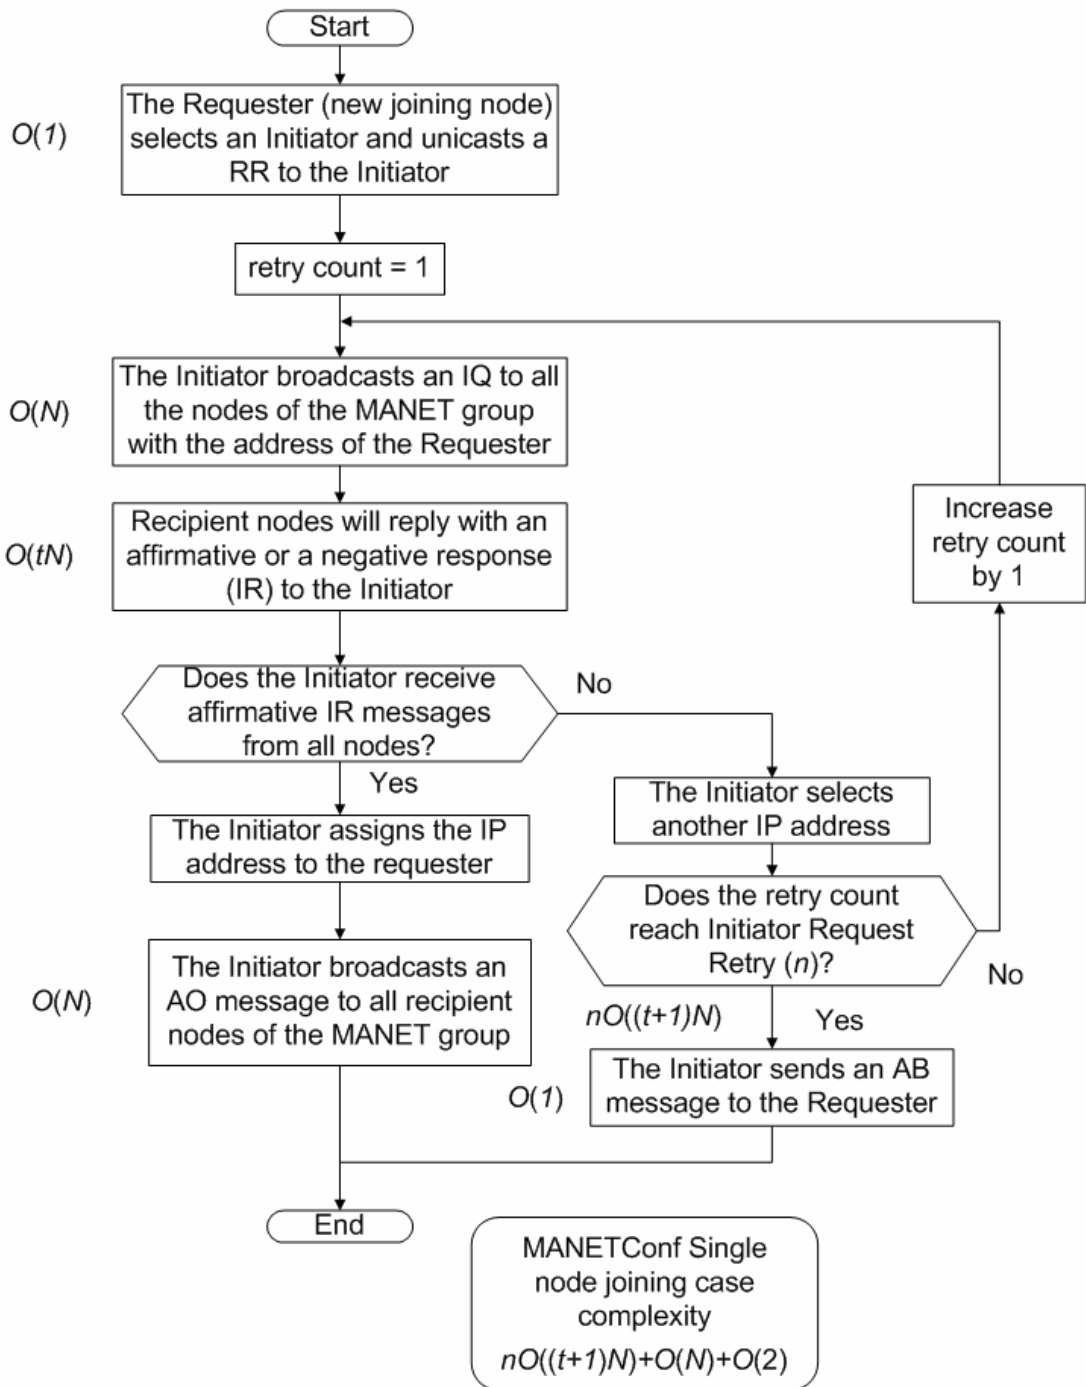 Start
O(1)
The Requester (new joining node)
selects an Initiator and unicasts a
RR to the Initiator
retry count = 1
O(N)
The Initiator broadcasts an IQ to all
the nodes of the MANET group
with the address of the Requester
O(tN)
Recipient nodes will reply with an
affirmative or a negative response
(IR) to the Initiator
Increase
retry count
by 1
Does the Initiator receive
affirmative IR messages
from all nodes?
No
Yes
The Initiator selects
another IP address
The Initiator assigns the IP
address to the requester
Does the retry count
reach Initiator Request
Retry (n)?
No
O(N)
The Initiator broadcasts an
AO message to all recipient
nodes of the MANET group
nO((t+1)N)
Yes
O(1)
The Initiator sends an AB
message to the Requester
End
MANETConf Single
node joining case
complexity
nO((t+1)N)+O(N)+O(2)